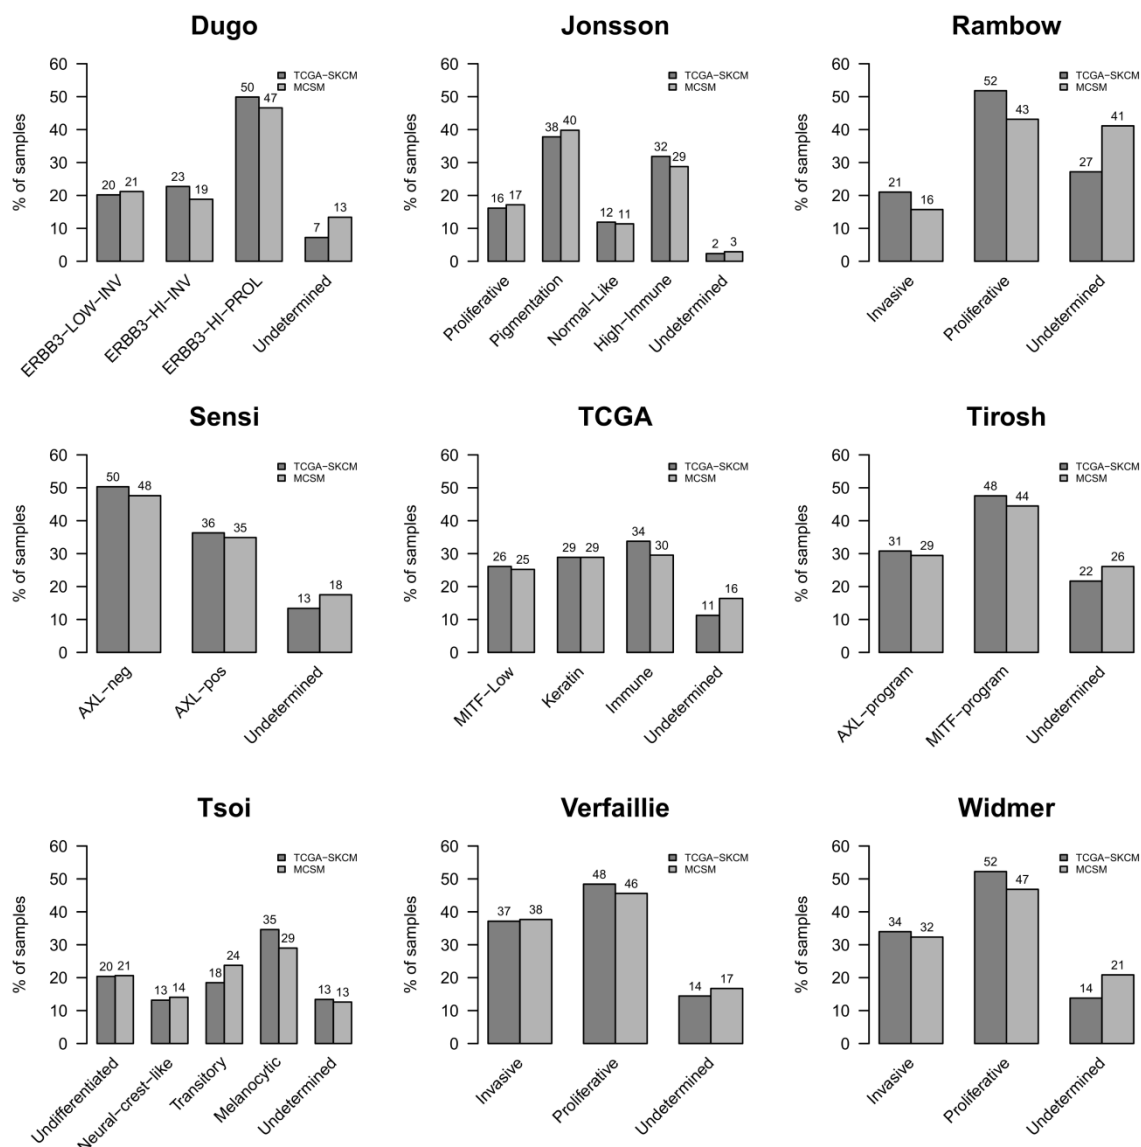 Dugo
Jonsson
Rambow
% of samples
60
50
40
30
20
10
0
TCGA-SKCM
MCSM
20
21
23
19
50
47
7
13
ERBB3-LOW-INV
ERBB3-HI-INV
ERBB3-HI-PROL
Undetermined
% of samples
60
50
40
30
20
10
0
TCGA-SKCM
MCSM
16
17
38
40
12
11
32
29
2
3
Proliferative
Pigmentation
Normal-Like
High-Immune
Undetermined
% of samples
60
50
40
30
20
10
0
TCGA-SKCM
MCSM
21
16
52
43
27
41
Invasive
Proliferative
Undetermined
Sensi
TCGA
Tirosh
% of samples
60
50
40
30
20
10
0
TCGA-SKCM
MCSM
50
48
36
35
13
18
AXL-neg
AXL-pos
Undetermined
% of samples
60
50
40
30
20
10
0
TCGA-SKCM
MCSM
26
25
29
29
34
30
11
16
MITF-Low
Keratin
Immune
Undetermined
% of samples
60
50
40
30
20
10
0
TCGA-SKCM
MCSM
31
29
48
44
22
26
AXL-program
MITF-program
Undetermined
Tsoi
Verfaillie
Widmer
% of samples
60
50
40
30
20
10
0
TCGA-SKCM
MCSM
20
21
13
14
18
24
35
29
13
13
Undifferentiated
Neural-crest-like
Transitory
Melanocytic
Undetermined
% of samples
60
50
40
30
20
10
0
TCGA-SKCM
MCSM
37
38
48
46
14
17
Invasive
Proliferative
Undetermined
% of samples
60
50
40
30
20
10
0
TCGA-SKCM
MCSM
34
32
52
47
14
21
Invasive
Proliferative
Undetermined